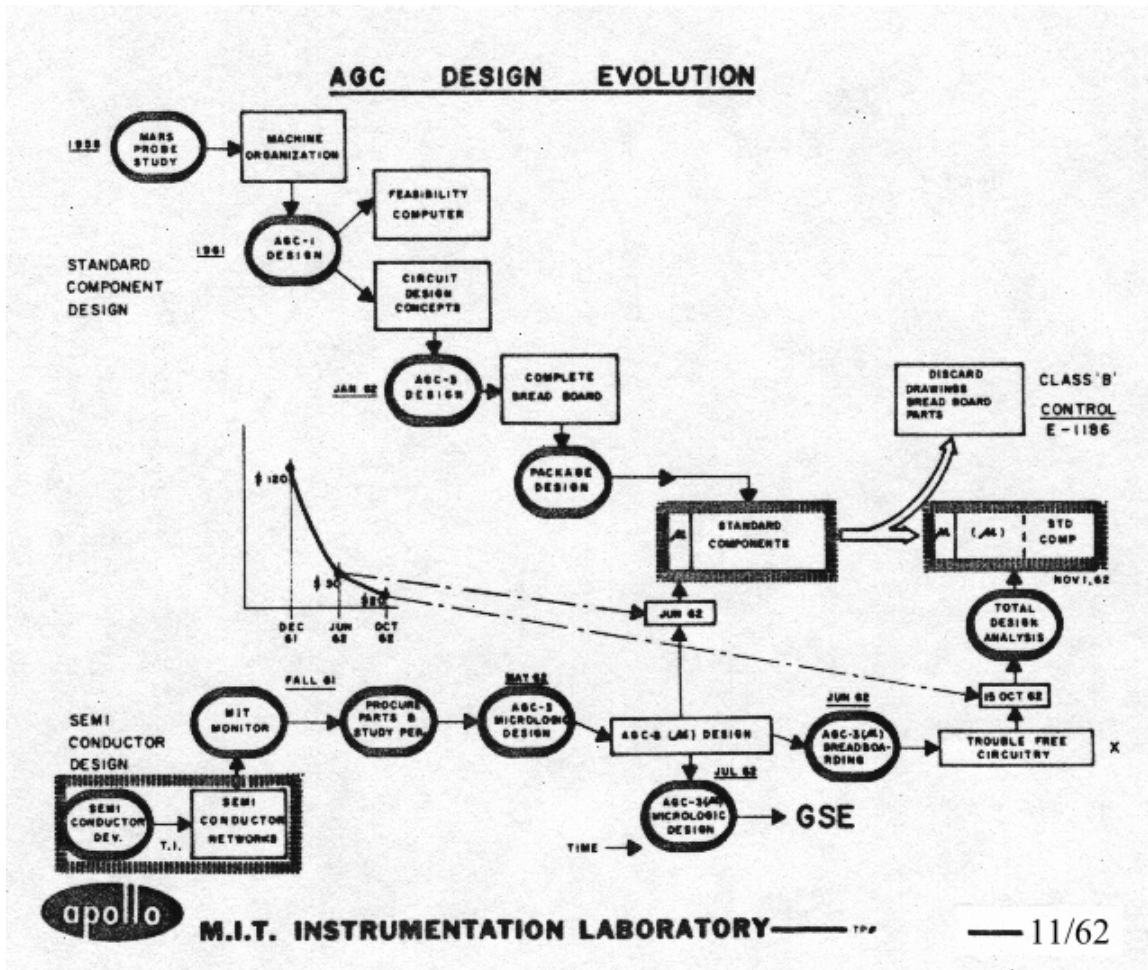 AGC DESIGN EVOLUTION
1958
MARS
PROBE
STUDY
MACHINE
ORGANIZATION
FEASIBILITY
COMPUTER
1961
AGC-1
DESIGN
STANDARD
COMPONENT
DESIGN
CIRCUIT
DESIGN
CONCEPTS
JAN 62
AGC-3
DESIGN
COMPLETE
BREAD BOARD
DISCARD
DRAWINGS
BREAD BOARD
PARTS
CLASS 'B'
CONTROL
E-1186
PACKAGE
DESIGN
$120
$30
$20
DEC
61
JUN
62
OCT
62
μ
STANDARD
COMPONENTS
μ
(μ)
STD
COMP
NOV 1, 62
JUN 62
TOTAL
DESIGN
ANALYSIS
15 OCT 62
SEMI
CONDUCTOR
DESIGN
MIT
MONITOR
FALL 61
PROCURE
PARTS &
STUDY PER.
MAY 62
AGC-3
MICROLOGIC
DESIGN
AGC-3 (μ) DESIGN
JUN 62
AGC-3(μ)
BREADBOA-
RDING
TROUBLE FREE
CIRCUITRY
X
JUL 62
AGC-3(μ)
MICROLOGIC
DESIGN
GSE
TIME
SEMI
CONDUCTOR
DEV.
T.I.
SEMI
CONDUCTOR
NETWORKS
apollo
M.I.T. INSTRUMENTATION LABORATORY
11/62